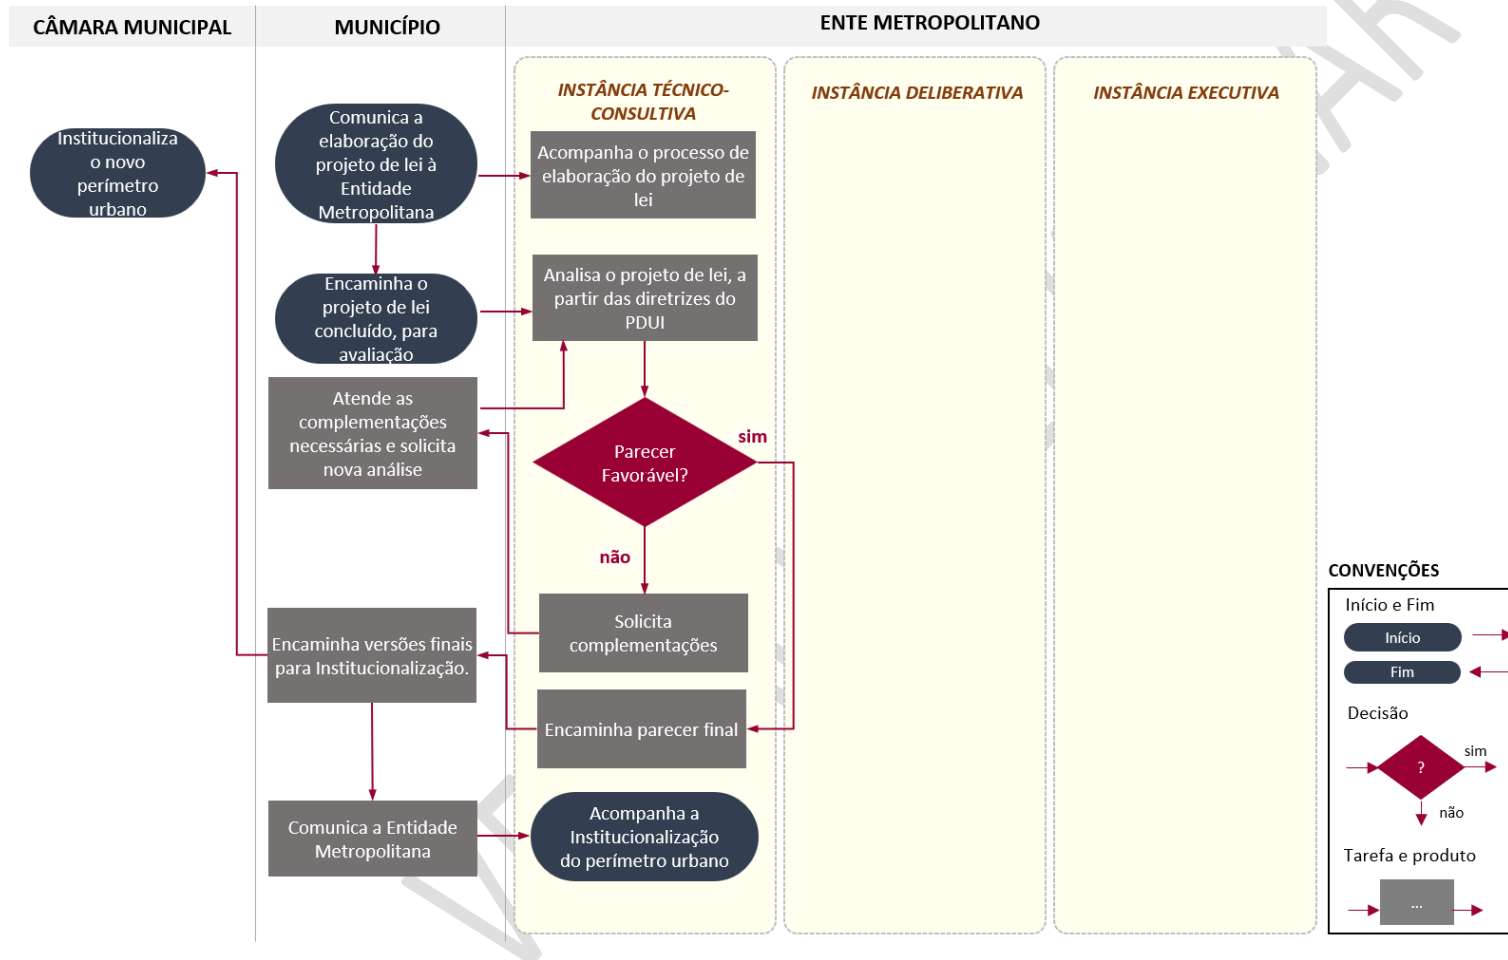 CÂMARA MUNICIPAL
MUNICÍPIO
ENTE METROPOLITANO
INSTÂNCIA TÉCNICO-
CONSULTIVA
INSTÂNCIA DELIBERATIVA
INSTÂNCIA EXECUTIVA
Institucionaliza
o novo
perímetro
urbano
Comunica a
elaboração do
projeto de lei à
Entidade
Metropolitana
Acompanha o processo de
elaboração do projeto de
lei
Encaminha o
projeto de lei
concluído, para
avaliação
Analisa o projeto de lei, a
partir das diretrizes do
PDUI
Atende as
complementações
necessárias e solicita
nova análise
Parecer
Favorável?
sim
não
Solicita
complementações
Encaminha versões finais
para Institucionalização.
Encaminha parecer final
Comunica a Entidade
Metropolitana
Acompanha a
Institucionalização
do perímetro urbano
CONVENÇÕES
Início e Fim
Início
Fim
Decisão
?
sim
não
Tarefa e produto
...